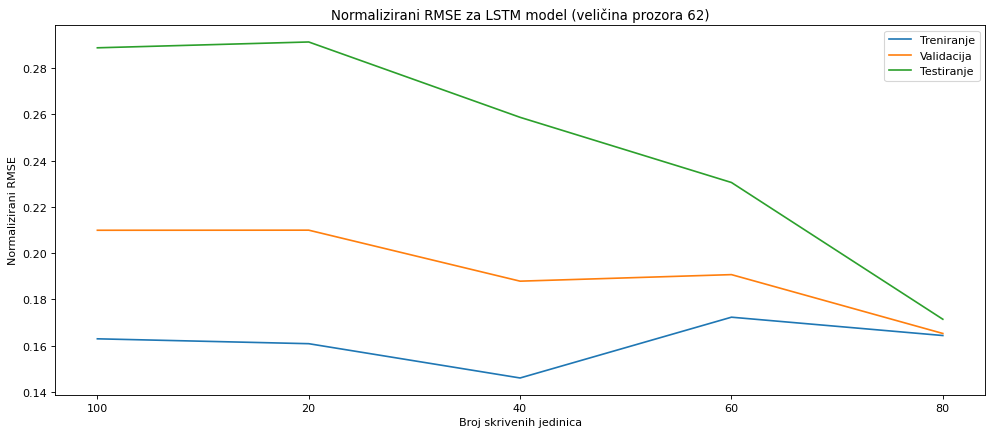 Normalizirani RMSE za LSTM model (veličina prozora 62)
Treniranje
Validacija
Testiranje
Normalizirani RMSE
0.28
0.26
0.24
0.22
0.20
0.18
0.16
0.14
100 20 40 60 80
Broj skrivenih jedinica